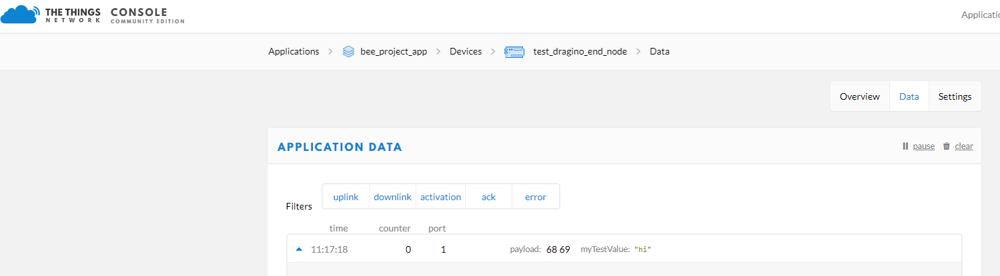 THE THINGS CONSOLE
NETWORK COMMUNITY EDITION
Applicatio
Applications > bee_project_app > Devices > test_dragino_end_node > Data
Overview Data Settings
APPLICATION DATA pause clear
Filters uplink downlink activation ack error
time counter port
11:17:18 0 1 payload: 68 69 myTestValue: "hi"